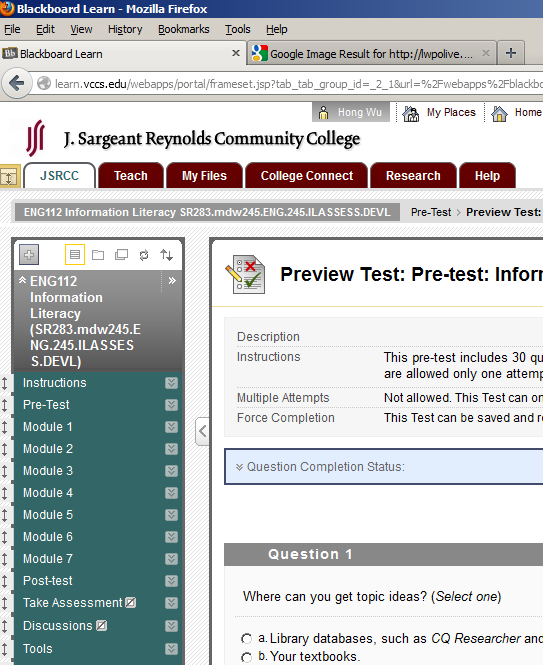 Blackboard Learn - Mozilla Firefox
File Edit View History Bookmarks Tools Help
Bb Blackboard Learn × Google Image Result for http://lwpolive.... × +
learn.vccs.edu/webapps/portal/frameset.jsp?tab_tab_group_id=_2_1&url=%2Fwebapps%2Fblackbo
Hong Wu My Places Home
J. Sargeant Reynolds Community College
JSRCC Teach My Files College Connect Research Help
ENG112 Information Literacy SR283.mdw245.ENG.245.ILASSESS.DEVL Pre-Test > Preview Test:
ENG112
Information
Literacy
(SR283.mdw245.E
NG.245.ILASSES
S.DEVL)
Instructions
Pre-Test
Module 1
Module 2
Module 3
Module 4
Module 5
Module 6
Module 7
Post-test
Take Assessment
Discussions
Tools
Preview Test: Pre-test: Infor
Description
Instructions This pre-test includes 30 qu
are allowed only one attemp
Multiple Attempts Not allowed. This Test can on
Force Completion This Test can be saved and re
Question Completion Status:
Question 1
Where can you get topic ideas? (Select one)
a. Library databases, such as CQ Researcher and
b. Your textbooks.